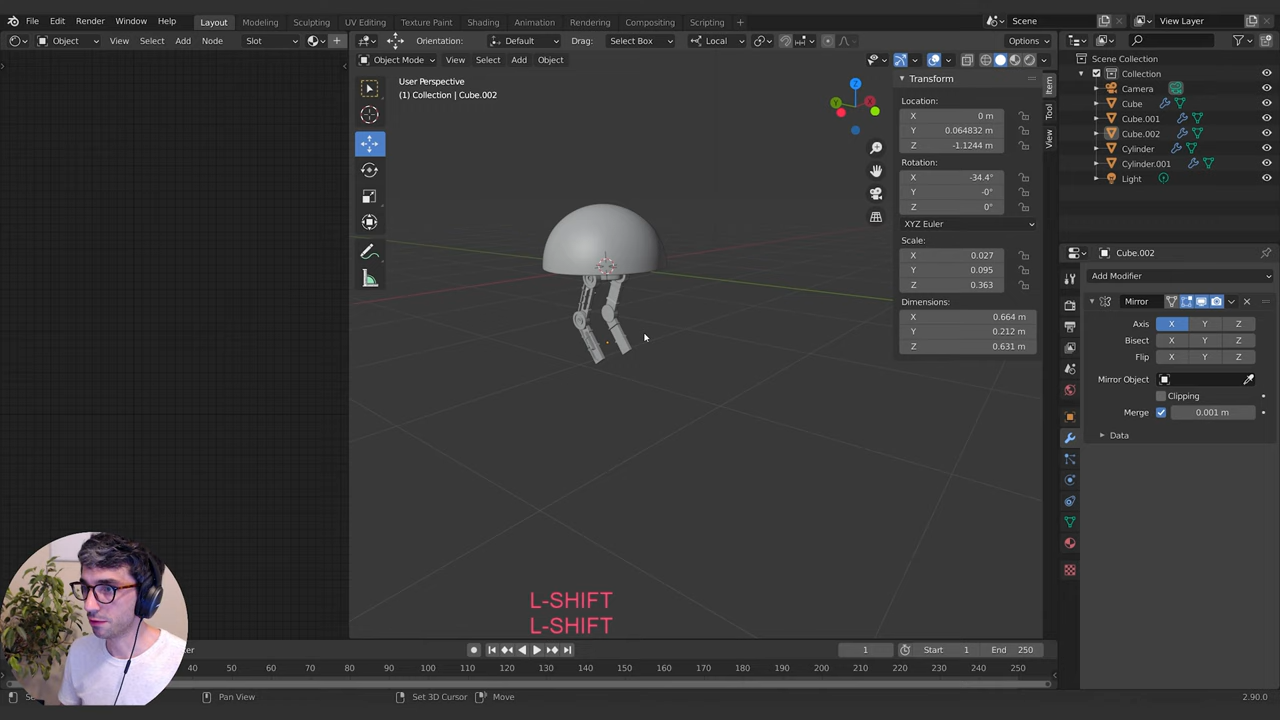 File Edit Render Window Help Layout Modeling Sculpting UV Editing Texture Paint Shading Animation Rendering Compositing Scripting + Scene View Layer
Object View Select Add Node Slot Orientation: Default Drag: Select Box Local Options
Object Mode View Select Add Object
User Perspective
(1) Collection | Cube.002
Z
Y
X
Transform
Location:
X 0 m
Y 0.064832 m
Z -1.1244 m
Rotation:
X -34.4°
Y -0°
Z 0°
XYZ Euler
Scale:
X 0.027
Y 0.095
Z 0.363
Dimensions:
X 0.664 m
Y 0.212 m
Z 0.631 m
Item
Tool
View
Scene Collection
Collection
Camera
Cube
Cube.001
Cube.002
Cylinder
Cylinder.001
Light
Cube.002
Add Modifier
Mirror
Axis X Y Z
Bisect X Y Z
Flip X Y Z
Mirror Object
Clipping
Merge 0.001 m
Data
L-SHIFT
L-SHIFT
1 Start 1 End 250
40 50 60 70 80 90 100 110 120 130 140 150 160 170 180 190 200 210 220 230 240 250
Pan View Set 3D Cursor Move 2.90.0